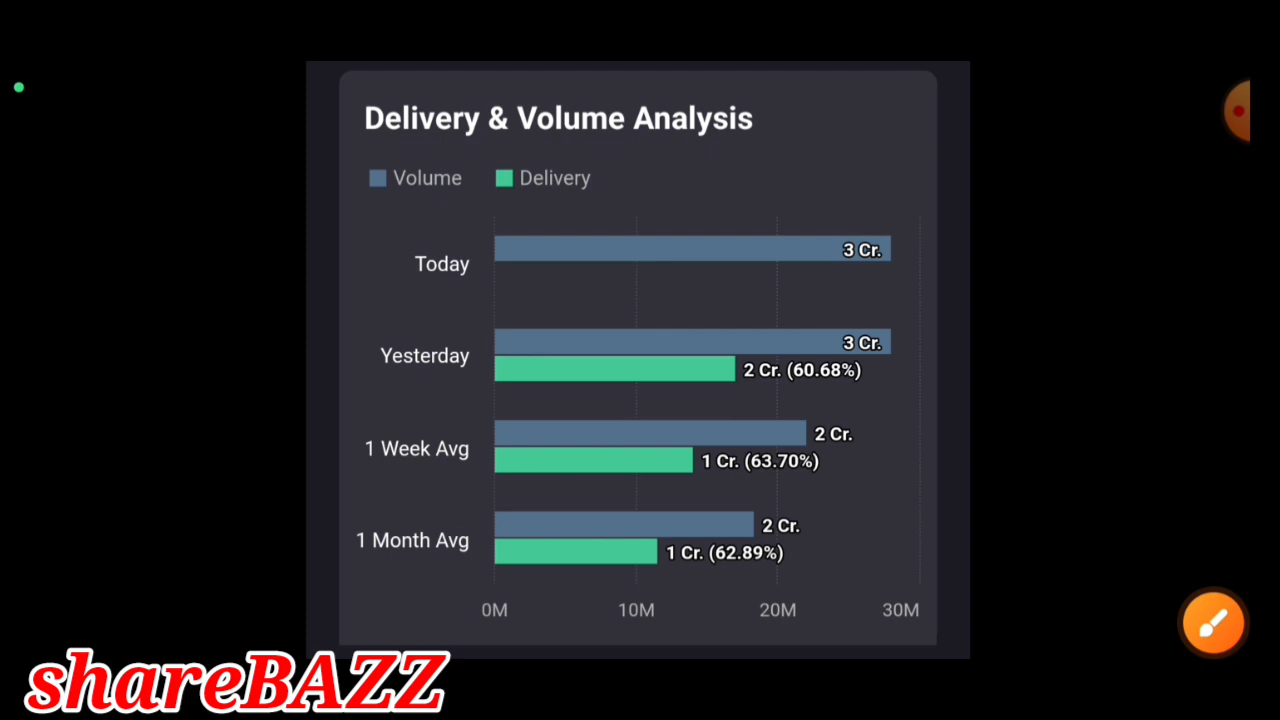 Delivery & Volume Analysis
Volume Delivery
Today 3 Cr.
Yesterday 3 Cr.
2 Cr. (60.68%)
1 Week Avg 2 Cr.
1 Cr. (63.70%)
1 Month Avg 2 Cr.
1 Cr. (62.89%)
0M 10M 20M 30M
shareBAZZ